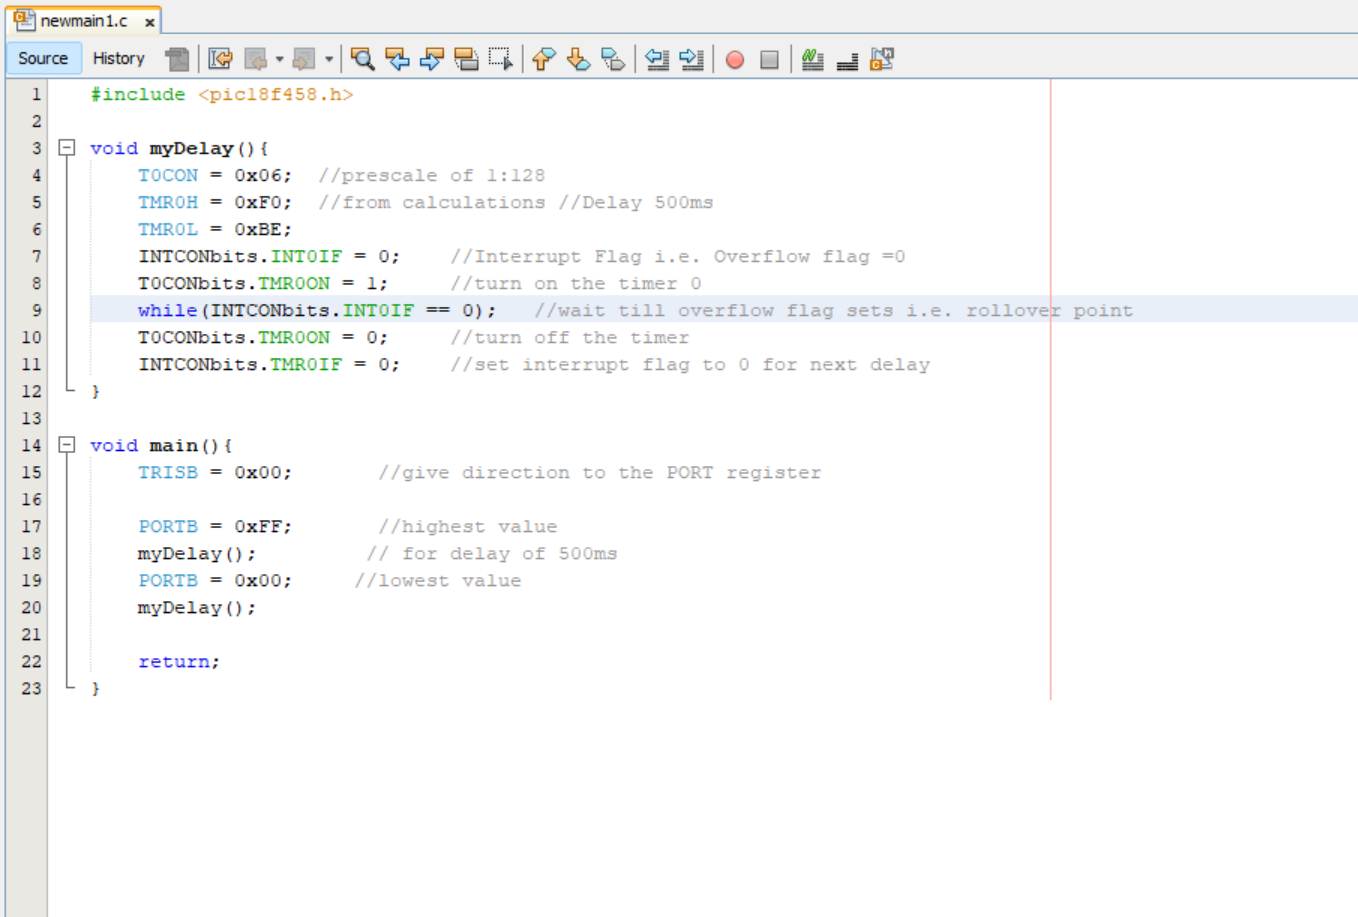 newmain1.c x
Source History
1 #include <pic18f458.h>
2
3 void myDelay(){
4 T0CON = 0x06; //prescale of 1:128
5 TMR0H = 0xF0; //from calculations //Delay 500ms
6 TMR0L = 0xBE;
7 INTCONbits.INT0IF = 0; //Interrupt Flag i.e. Overflow flag =0
8 T0CONbits.TMR0ON = 1; //turn on the timer 0
9 while(INTCONbits.INT0IF == 0); //wait till overflow flag sets i.e. rollover point
10 T0CONbits.TMR0ON = 0; //turn off the timer
11 INTCONbits.TMR0IF = 0; //set interrupt flag to 0 for next delay
12 }
13
14 void main(){
15 TRISB = 0x00; //give direction to the PORT register
16
17 PORTB = 0xFF; //highest value
18 myDelay(); // for delay of 500ms
19 PORTB = 0x00; //lowest value
20 myDelay();
21
22 return;
23 }